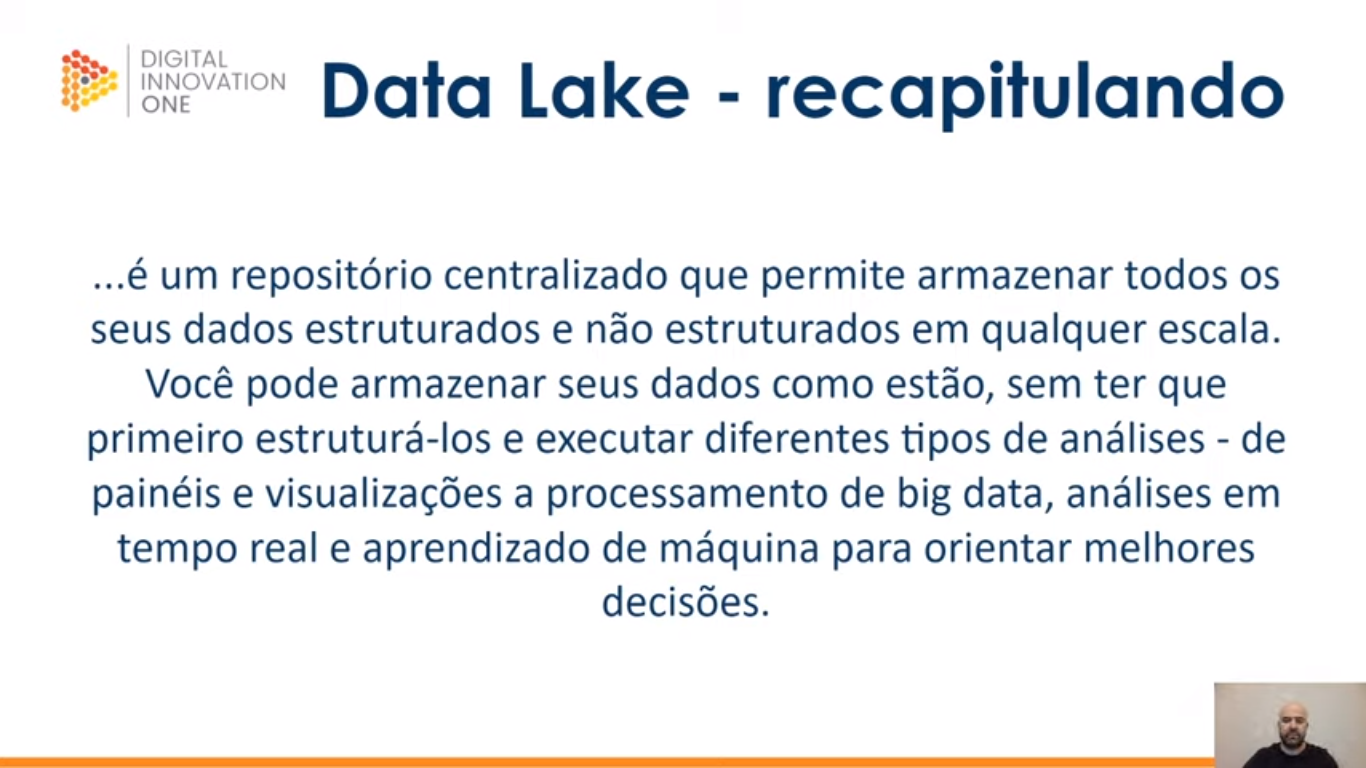 DIGITAL
INNOVATION
ONE
Data Lake - recapitulando
...é um repositório centralizado que permite armazenar todos os
seus dados estruturados e não estruturados em qualquer escala.
Você pode armazenar seus dados como estão, sem ter que
primeiro estruturá-los e executar diferentes tipos de análises - de
painéis e visualizações a processamento de big data, análises em
tempo real e aprendizado de máquina para orientar melhores
decisões.